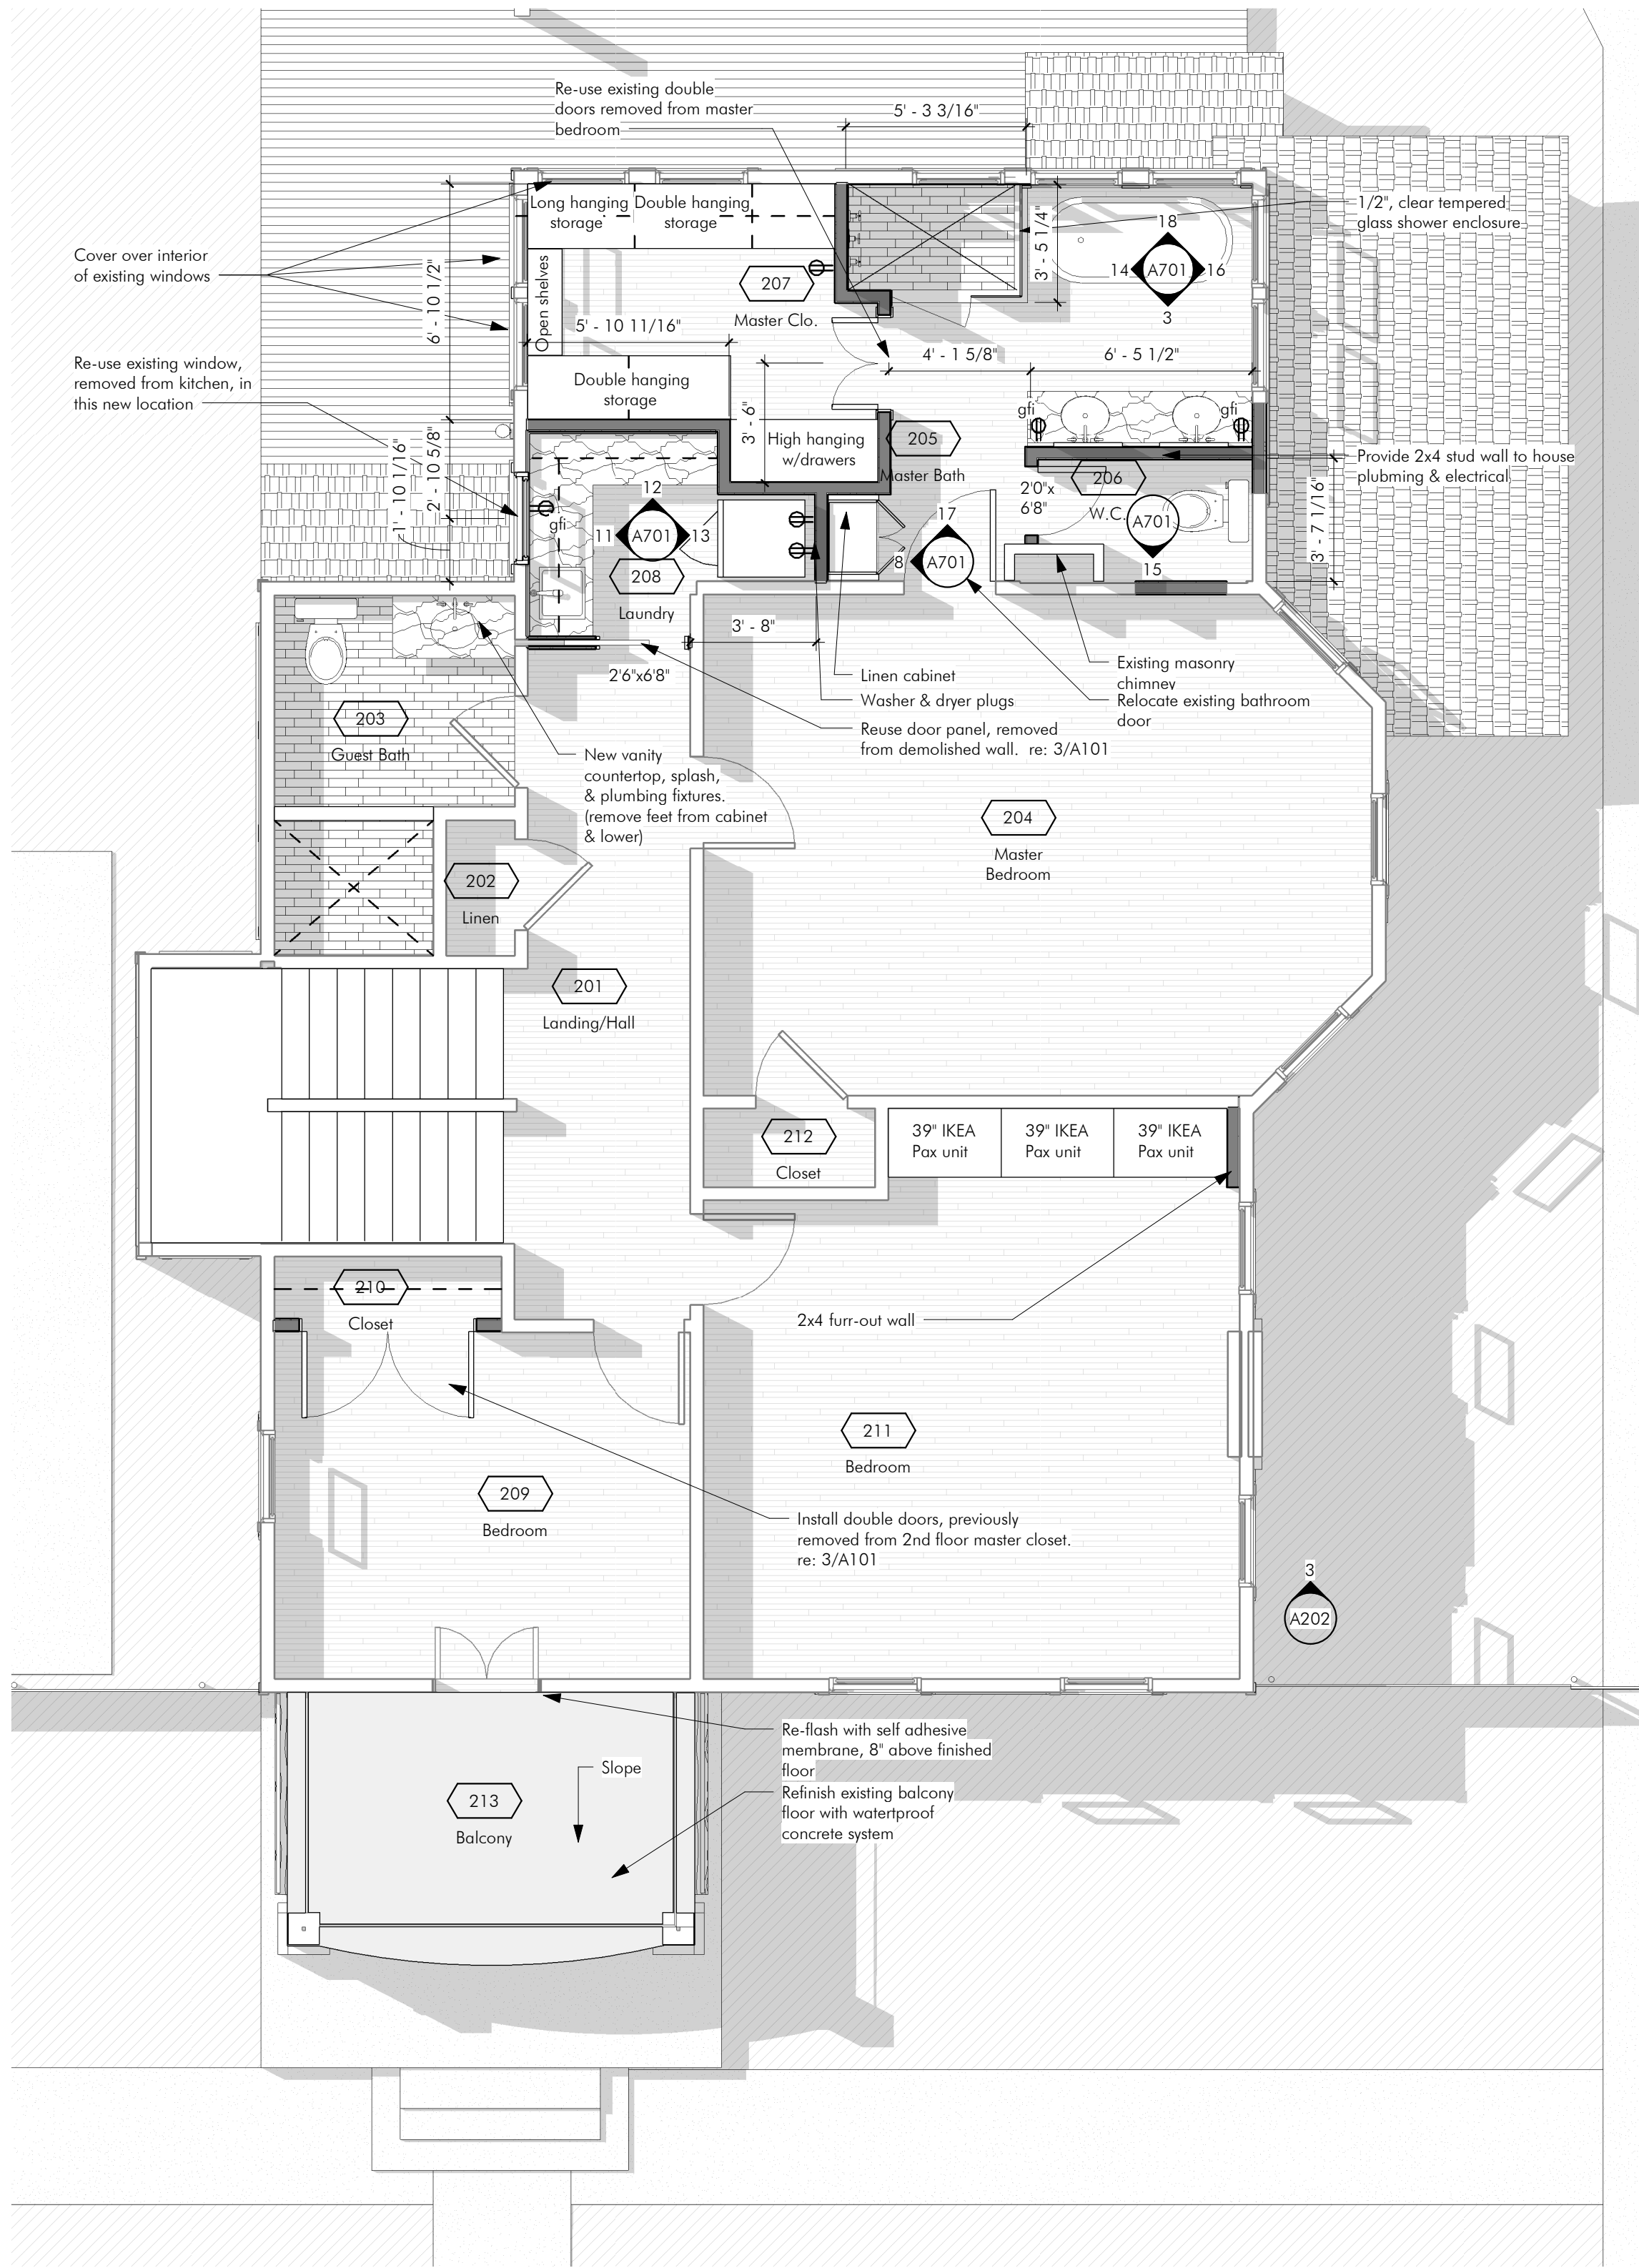 Re-use existing double
doors removed from master
bedroom
5' - 3 3/16"
Long hanging
storage
Double hanging
storage
3' - 5 1/4"
1/2", clear tempered
glass shower enclosure
18
14
A701
16
3
Cover over interior
of existing windows
6' - 10 1/2"
Open shelves
207
Master Clo.
5' - 10 11/16"
4' - 1 5/8"
6' - 5 1/2"
Re-use existing window,
removed from kitchen, in
this new location
Double hanging
storage
3' - 6"
High hanging
w/drawers
205
Master Bath
gfi
gfi
1' - 10 1/16"
2' - 10 5/8"
Provide 2x4 stud wall to house
plubming & electrical
206
W.C.
2'0"x
6'8"
3' - 7 1/16"
12
11
A701
13
gfi
208
Laundry
17
8
A701
A701
15
3' - 8"
2'6"x6'8"
Linen cabinet
Washer & dryer plugs
Reuse door panel, removed
from demolished wall. re: 3/A101
Existing masonry
chimney
Relocate existing bathroom
door
203
Guest Bath
New vanity
countertop, splash,
& plumbing fixtures.
(remove feet from cabinet
& lower)
204
Master
Bedroom
202
Linen
201
Landing/Hall
212
Closet
39" IKEA
Pax unit
39" IKEA
Pax unit
39" IKEA
Pax unit
210
Closet
2x4 furr-out wall
211
Bedroom
209
Bedroom
Install double doors, previously
removed from 2nd floor master closet.
re: 3/A101
3
A202
Re-flash with self adhesive
membrane, 8" above finished
floor
Slope
213
Balcony
Refinish existing balcony
floor with watertproof
concrete system